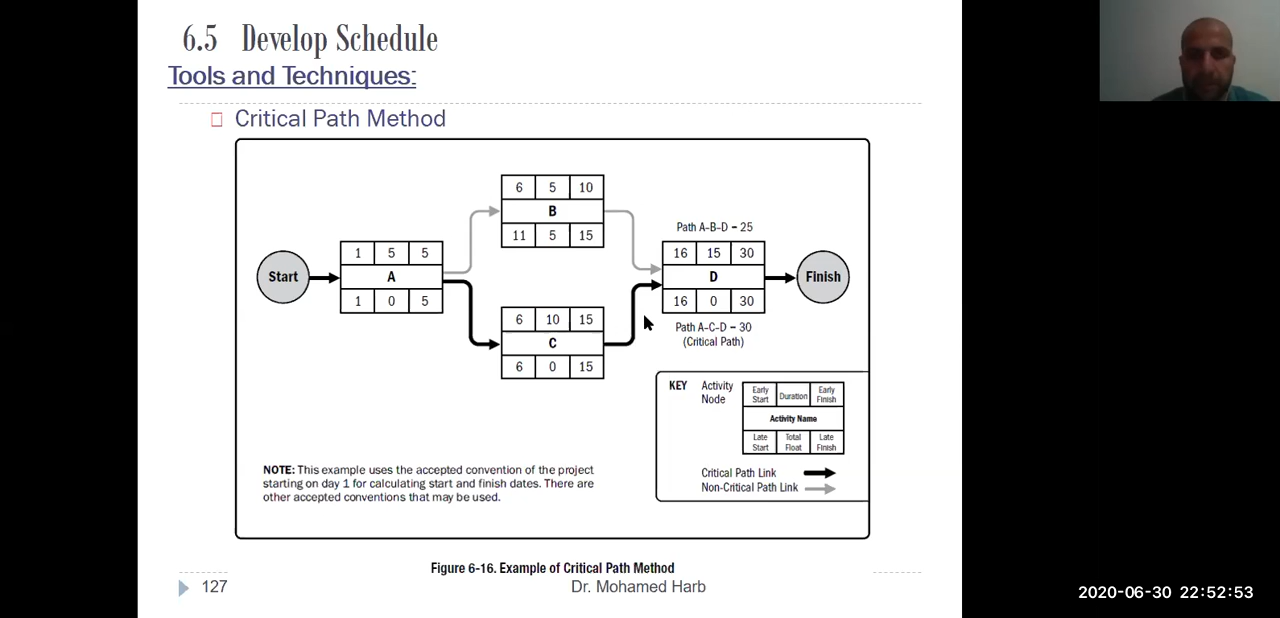 6.5 Develop Schedule
Tools and Techniques:
Critical Path Method
6 5 10
B
11 5 15
Path A-B-D = 25
1 5 5
A
1 0 5
Start
16 15 30
D
16 0 30
Finish
6 10 15
C
6 0 15
Path A-C-D = 30
(Critical Path)
KEY
Activity
Node
Early
Start
Duration
Early
Finish
Activity Name
Late
Start
Total
Float
Late
Finish
Critical Path Link
Non-Critical Path Link
NOTE: This example uses the accepted convention of the project
starting on day 1 for calculating start and finish dates. There are
other accepted conventions that may be used.
Figure 6-16. Example of Critical Path Method
127
Dr. Mohamed Harb
2020-06-30 22:52:53